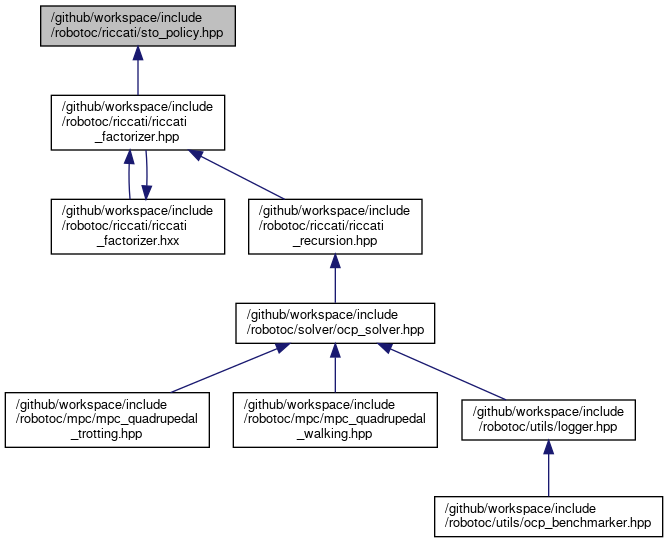 /github/workspace/include
/robotoc/riccati/sto_policy.hpp
/github/workspace/include
/robotoc/riccati/riccati
_factorizer.hpp
/github/workspace/include
/robotoc/riccati/riccati
_factorizer.hxx
/github/workspace/include
/robotoc/riccati/riccati
_recursion.hpp
/github/workspace/include
/robotoc/solver/ocp_solver.hpp
/github/workspace/include
/robotoc/mpc/mpc_quadrupedal
_trotting.hpp
/github/workspace/include
/robotoc/mpc/mpc_quadrupedal
_walking.hpp
/github/workspace/include
/robotoc/utils/logger.hpp
/github/workspace/include
/robotoc/utils/ocp_benchmarker.hpp